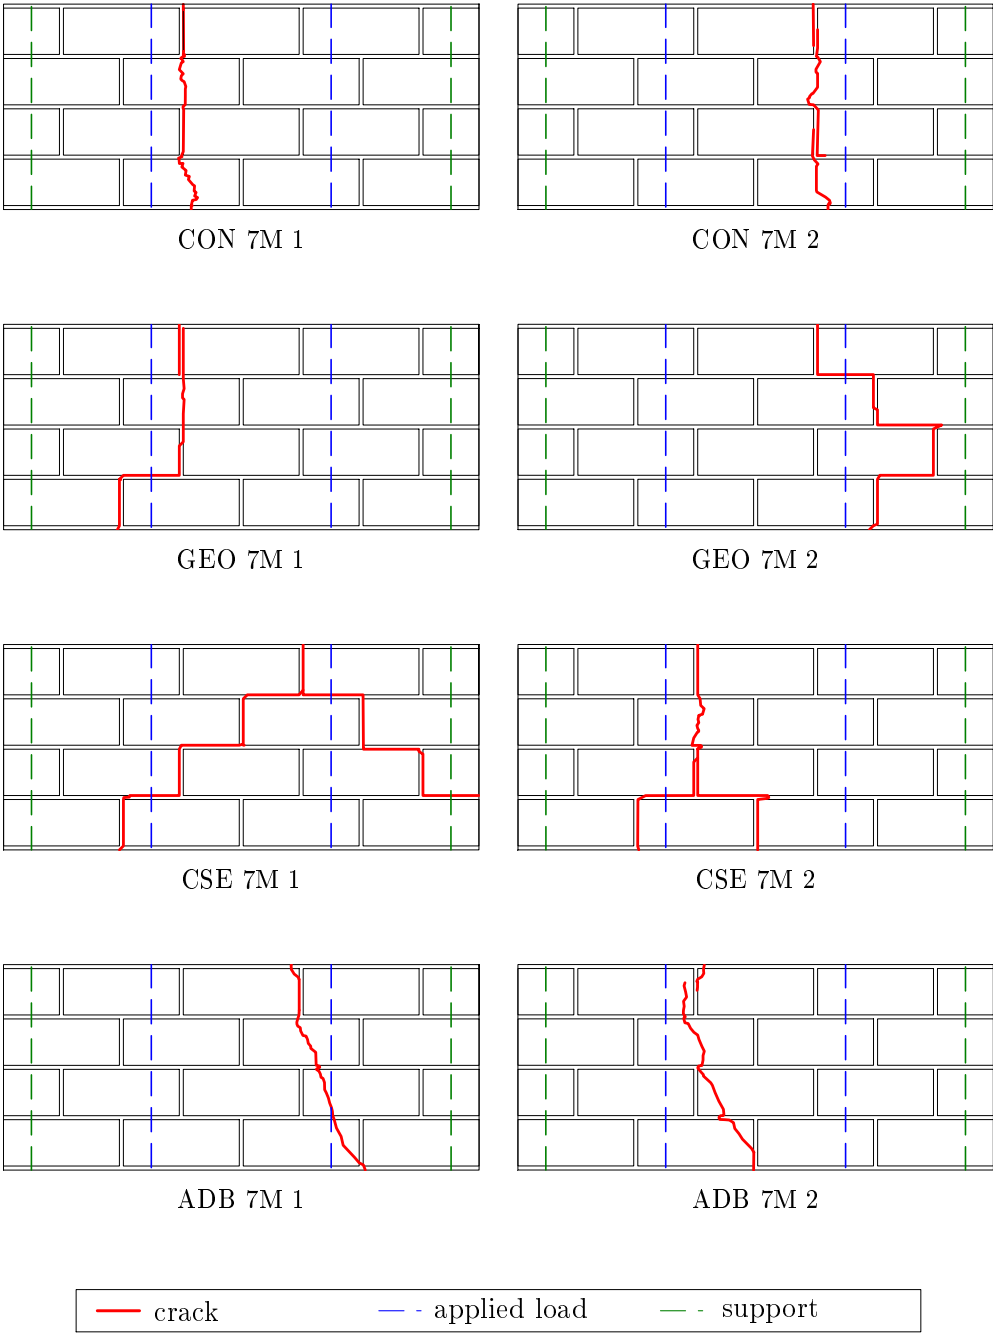 CON 7M 1
CON 7M 2
GEO 7M 1
GEO 7M 2
CSE 7M 1
CSE 7M 2
ADB 7M 1
ADB 7M 2
crack
applied load
support